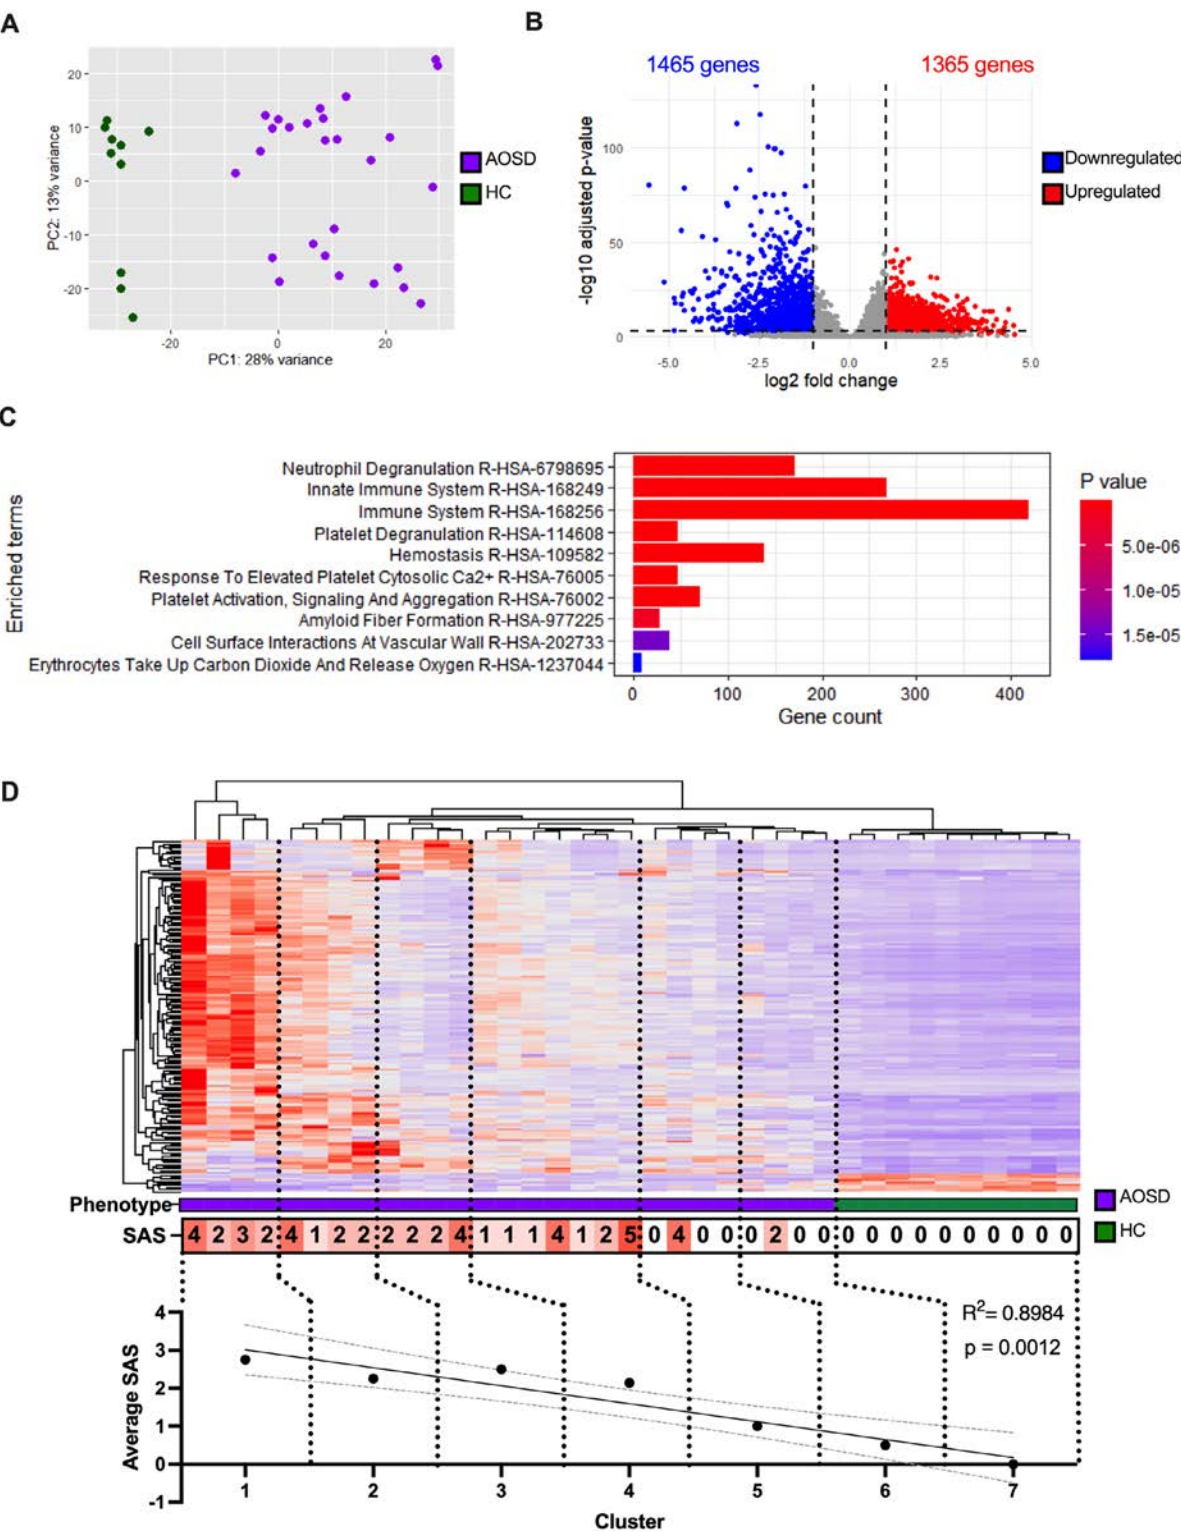 A
20
10
0
-10
-20
PC2: 13% variance
-20
0
20
PC1: 28% variance
AOSD
HC
B
1465 genes
1365 genes
-log10 adjusted p-value
100
50
0
-5.0
-2.5
0.0
2.5
5.0
log2 fold change
Downregulated
Upregulated
C
Enriched terms
Neutrophil Degranulation R-HSA-6798695
Innate Immune System R-HSA-168249
Immune System R-HSA-168256
Platelet Degranulation R-HSA-114608
Hemostasis R-HSA-109582
Response To Elevated Platelet Cytosolic Ca2+ R-HSA-76005
Platelet Activation, Signaling And Aggregation R-HSA-76002
Amyloid Fiber Formation R-HSA-977225
Cell Surface Interactions At Vascular Wall R-HSA-202733
Erythrocytes Take Up Carbon Dioxide And Release Oxygen R-HSA-1237044
0 100 200 300 400
Gene count
P value
5.0e-06
1.0e-05
1.5e-05
D
Phenotype
AOSD
HC
SAS 4 2 3 2 4 1 2 2 2 2 2 4 1 1 1 4 1 2 5 0 4 0 0 0 2 0 0 0 0 0 0 0 0 0 0 0 0
R2= 0.8984
p = 0.0012
Average SAS
4
3
2
1
0
-1
1 2 3 4 5 6 7
Cluster